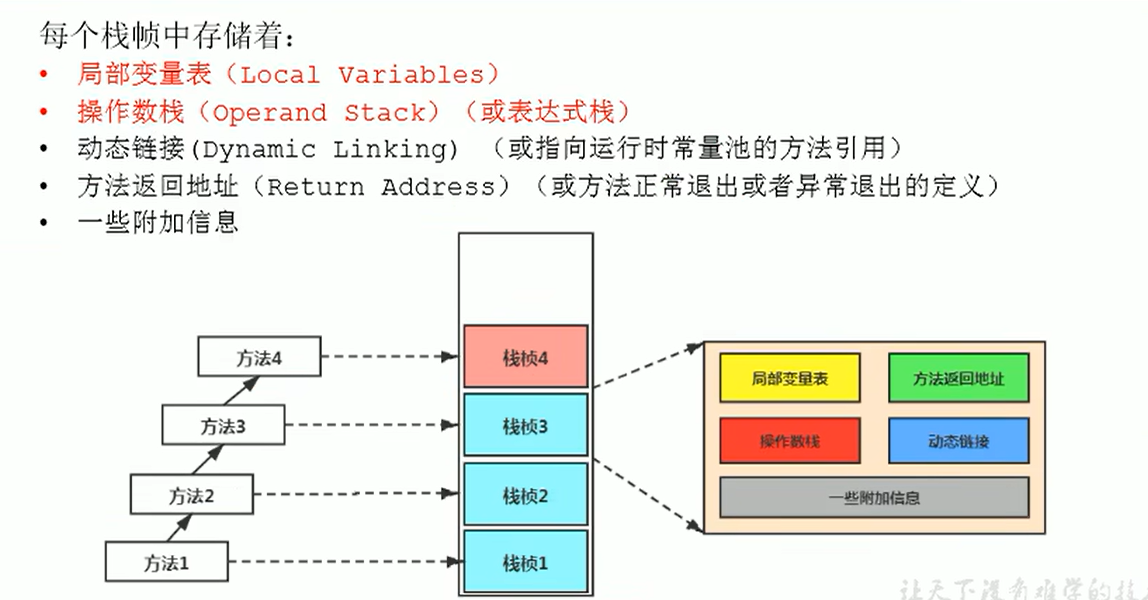 每个栈帧中存储着：
• 局部变量表（Local Variables）
• 操作数栈（Operand Stack）（或表达式栈）
• 动态链接(Dynamic Linking) （或指向运行时常量池的方法引用）
• 方法返回地址（Return Address）（或方法正常退出或者异常退出的定义）
• 一些附加信息
方法4
栈桢4
方法3
栈桢3
方法2
栈桢2
方法1
栈桢1
局部变量表
方法返回地址
操作数栈
动态链接
一些附加信息
让天下没有难学的技